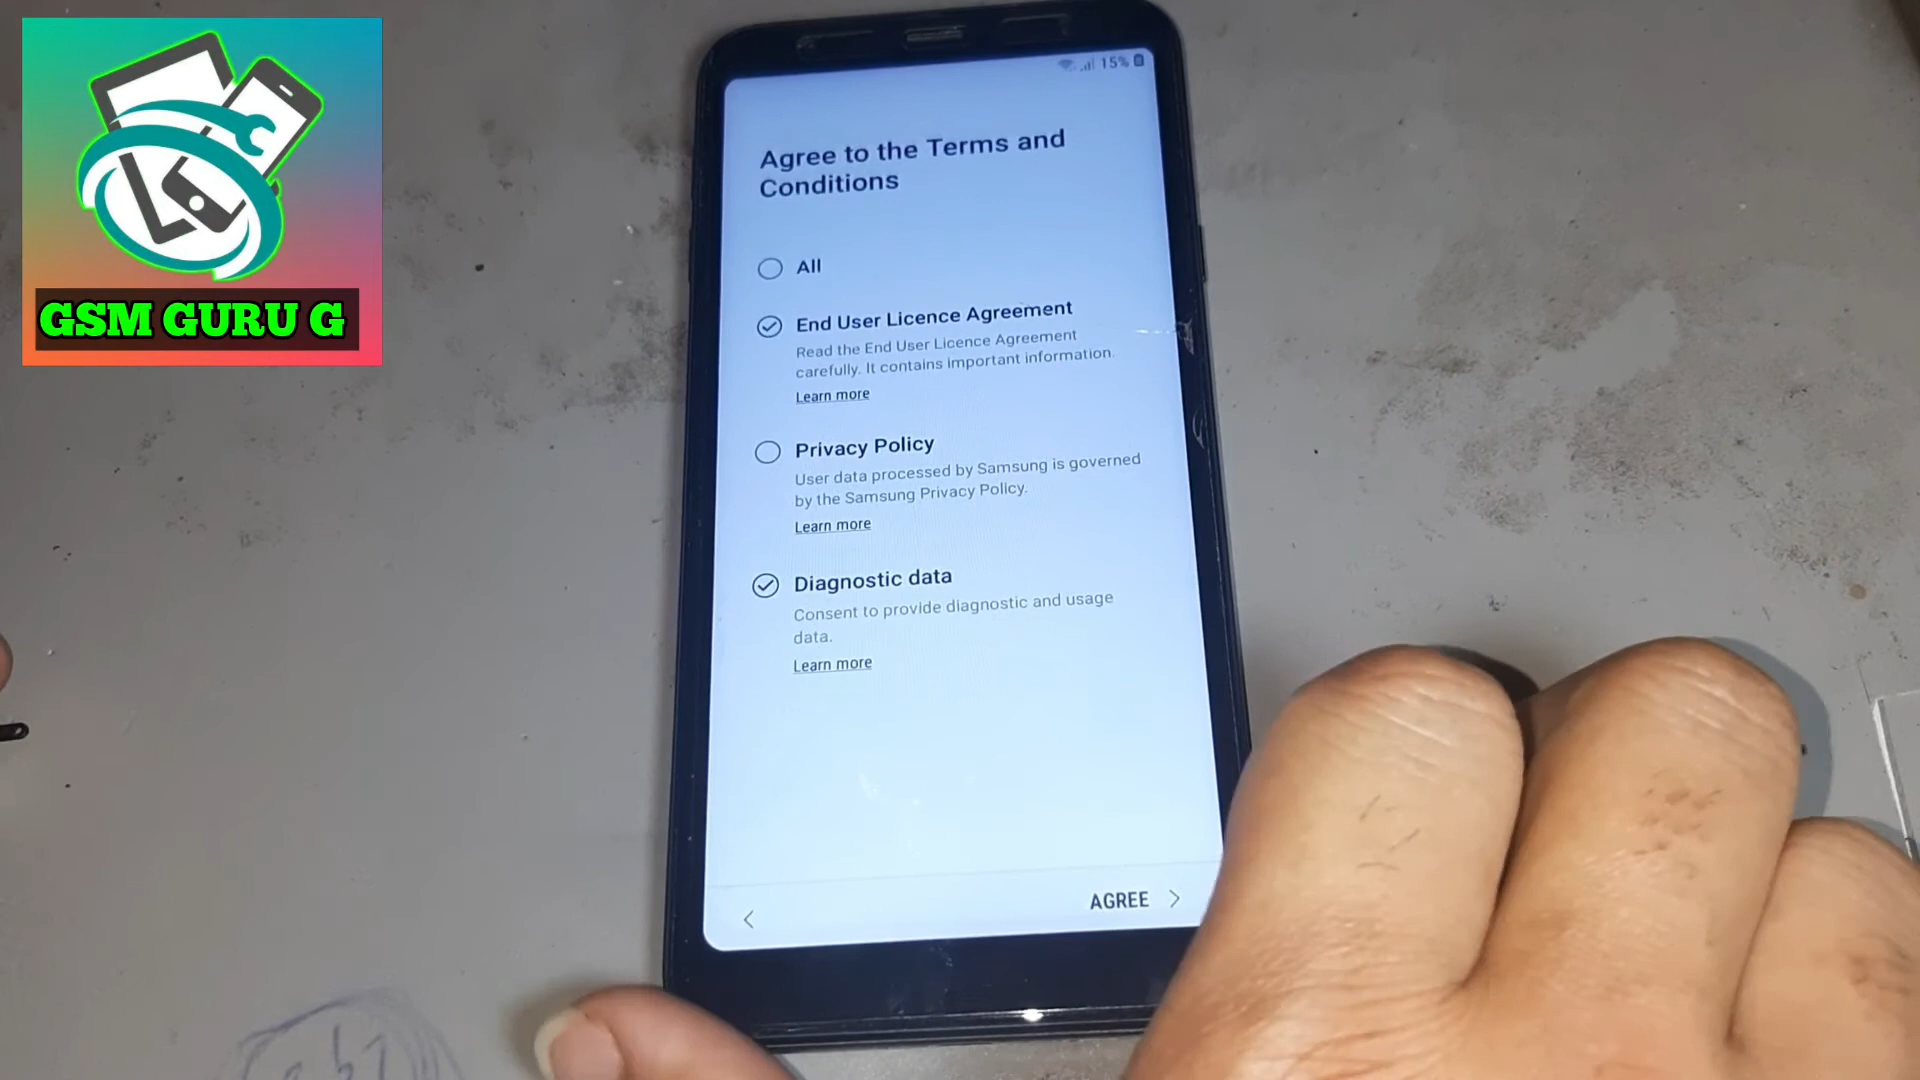 GSM GURU G
15%
Agree to the Terms and
Conditions
All
End User Licence Agreement
Read the End User Licence Agreement
carefully. It contains important information.
Learn more
Privacy Policy
User data processed by Samsung is governed
by the Samsung Privacy Policy.
Learn more
Diagnostic data
Consent to provide diagnostic and usage
data.
Learn more
AGREE